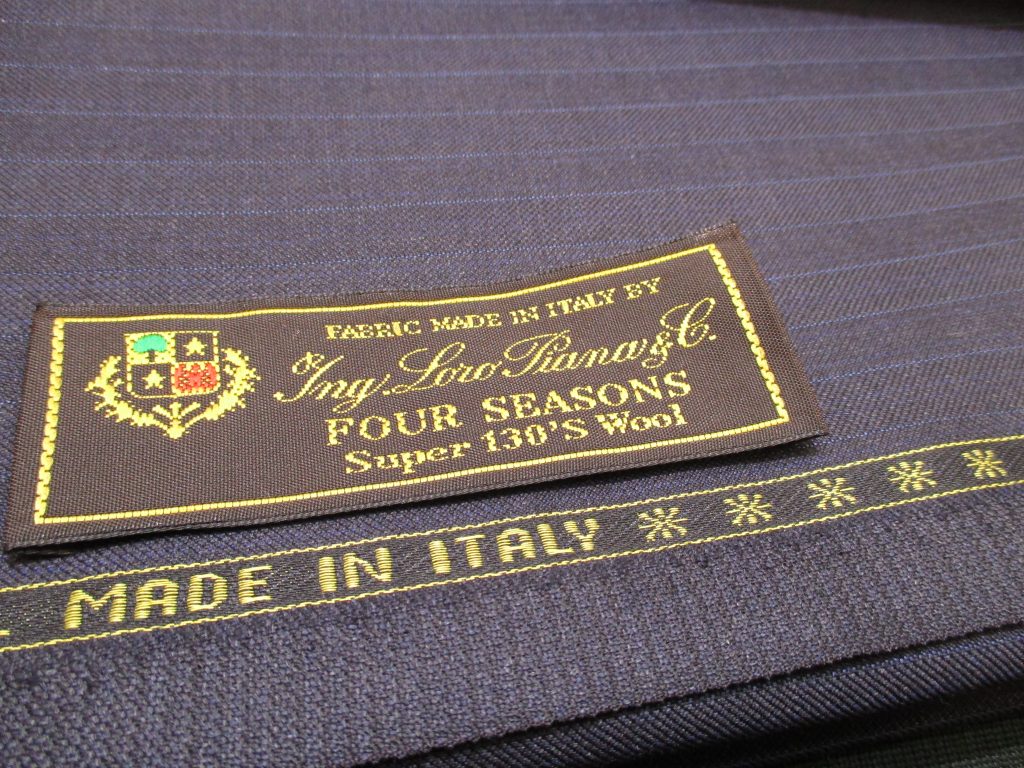 FABRIC MADE IN ITALY BY
Ing. Loro Piana & C.
FOUR SEASONS
Super 130'S Wool
MADE IN ITALY